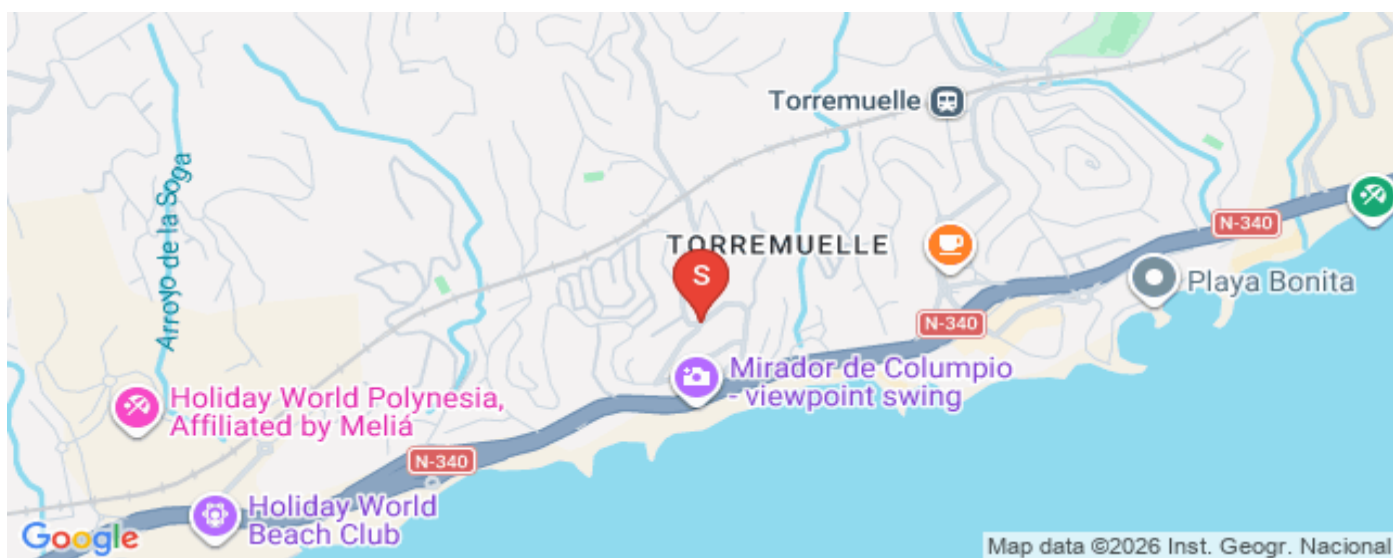 Torremuelle
Arroyo de la Soga
N-340
TORREMUELLE
S
Playa Bonita
N-340
Mirador de Columpio
- viewpoint swing
Holiday World Polynesia,
Affiliated by Meliá
N-340
Holiday World
Beach Club
Google
Map data ©2026 Inst. Geogr. Nacional